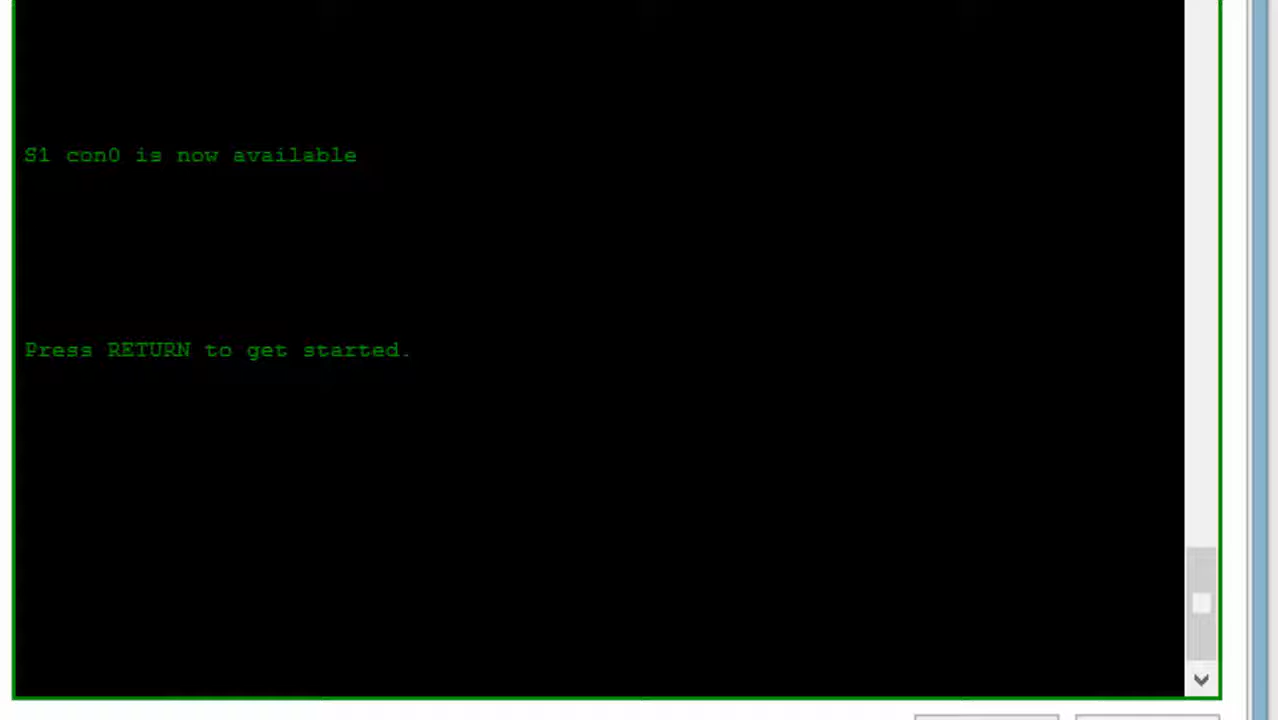 S1 con0 is now available
Press RETURN to get started.